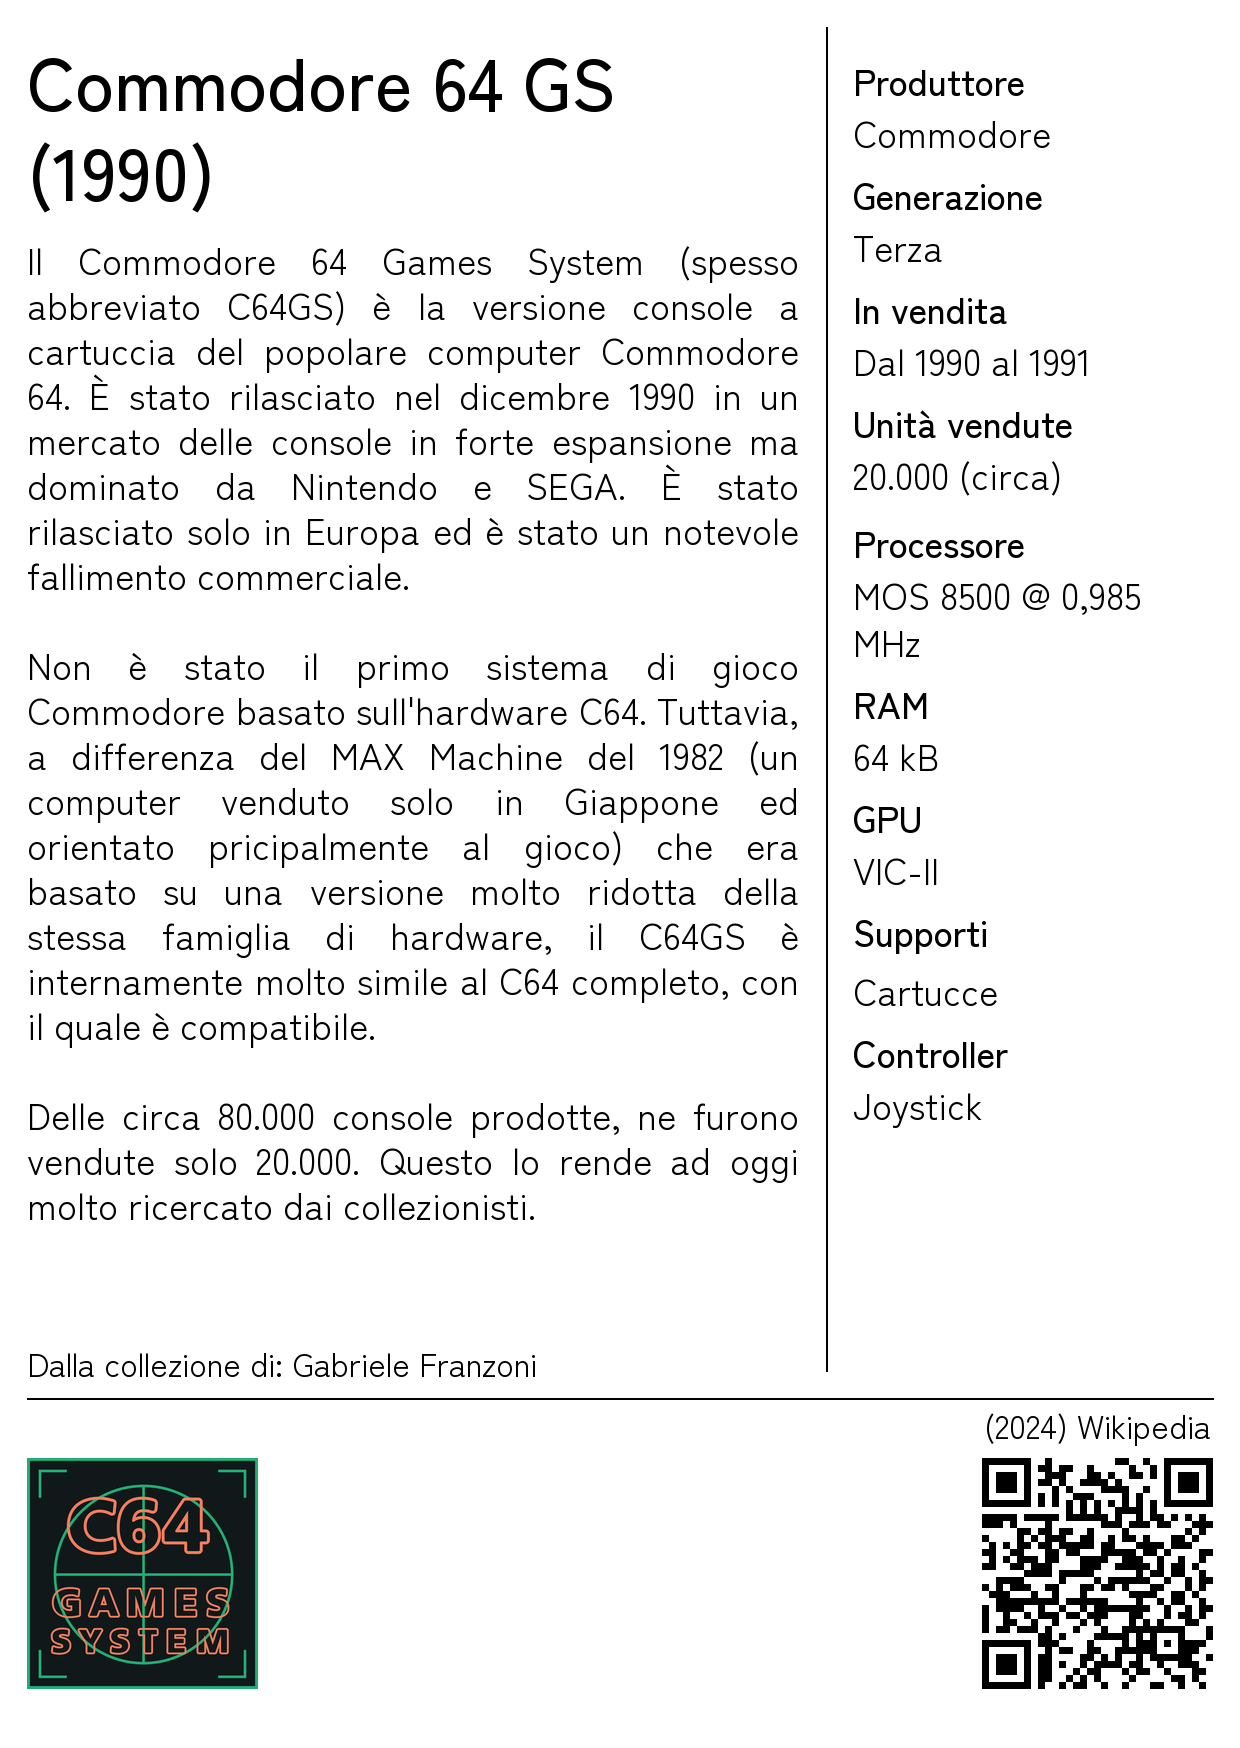 Commodore 64 GS
(1990)
Il Commodore 64 Games System (spesso
abbreviato C64GS) è la versione console a
cartuccia del popolare computer Commodore
64. È stato rilasciato nel dicembre 1990 in un
mercato delle console in forte espansione ma
dominato da Nintendo e SEGA. È stato
rilasciato solo in Europa ed è stato un notevole
fallimento commerciale.
Non è stato il primo sistema di gioco
Commodore basato sull'hardware C64. Tuttavia,
a differenza del MAX Machine del 1982 (un
computer venduto solo in Giappone ed
orientato pricipalmente al gioco) che era
basato su una versione molto ridotta della
stessa famiglia di hardware, il C64GS è
internamente molto simile al C64 completo, con
il quale è compatibile.
Delle circa 80.000 console prodotte, ne furono
vendute solo 20.000. Questo lo rende ad oggi
molto ricercato dai collezionisti.
Dalla collezione di: Gabriele Franzoni
Produttore
Commodore
Generazione
Terza
In vendita
Dal 1990 al 1991
Unità vendute
20.000 (circa)
Processore
MOS 8500 @ 0,985
MHz
RAM
64 kB
GPU
VIC-II
Supporti
Cartucce
Controller
Joystick
(2024) Wikipedia
C64
GAMES
SYSTEM